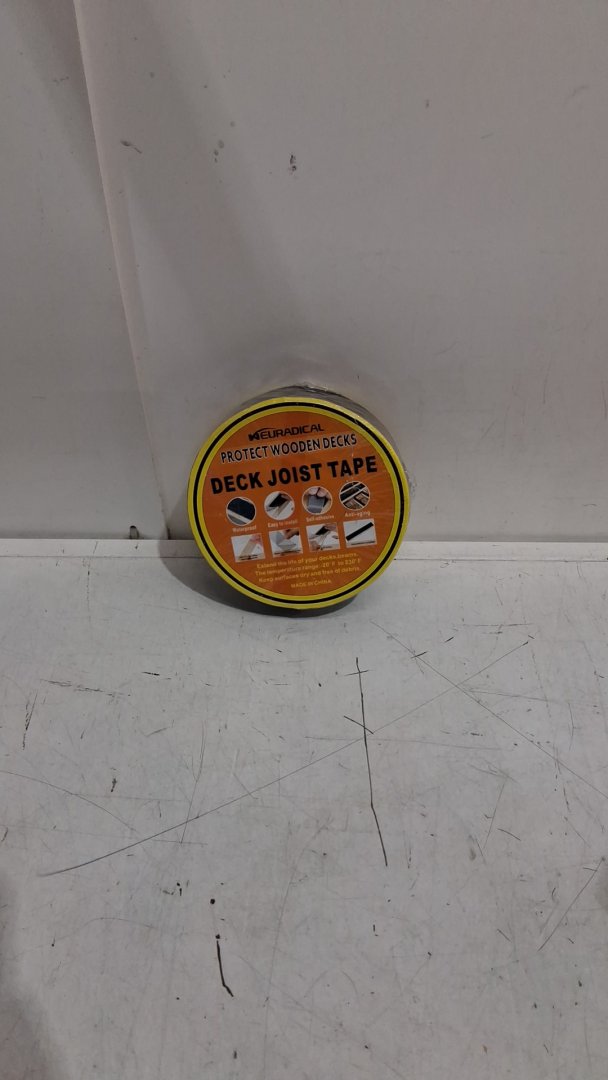 EURADICAL
PROTECT WOODEN DECKS
DECK JOIST TAPE
Waterproof Easy to install Self-adhesive Anti-aging
Extend the life of your decks beams.
The temperature range -20°F to 220°F
Keep surfaces dry and free of debris.
MADE IN CHINA